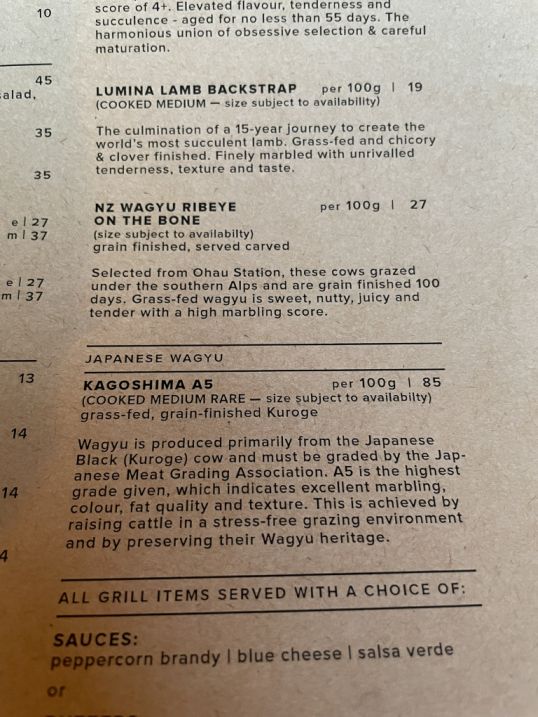 10
score of 4+. Elevated flavour, tenderness and
succulence - aged for no less than 55 days. The
harmonious union of obsessive selection & careful
maturation.
45
salad,
35
35
e | 27
m | 37
e | 27
m | 37
13
14
14
4
LUMINA LAMB BACKSTRAP per 100g | 19
(COOKED MEDIUM — size subject to availability)
The culmination of a 15-year journey to create the
world's most succulent lamb. Grass-fed and chicory
& clover finished. Finely marbled with unrivalled
tenderness, texture and taste.
NZ WAGYU RIBEYE per 100g | 27
ON THE BONE
(size subject to availabilty)
grain finished, served carved
Selected from Ohau Station, these cows grazed
under the southern Alps and are grain finished 100
days. Grass-fed wagyu is sweet, nutty, juicy and
tender with a high marbling score.
JAPANESE WAGYU
KAGOSHIMA A5 per 100g | 85
(COOKED MEDIUM RARE — size subject to availabilty)
grass-fed, grain-finished Kuroge
Wagyu is produced primarily from the Japanese
Black (Kuroge) cow and must be graded by the Jap-
anese Meat Grading Association. A5 is the highest
grade given, which indicates excellent marbling,
colour, fat quality and texture. This is achieved by
raising cattle in a stress-free grazing environment
and by preserving their Wagyu heritage.
ALL GRILL ITEMS SERVED WITH A CHOICE OF:
SAUCES:
peppercorn brandy | blue cheese | salsa verde
or